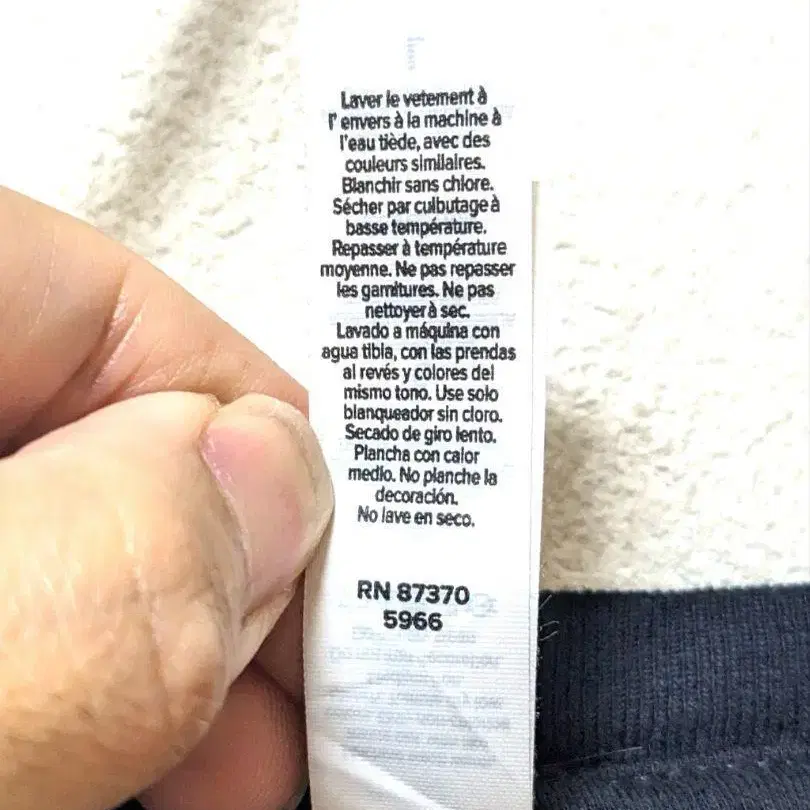 Laver le vetement à
l' envers à la machine à
l'eau tiède, avec des
couleurs similaires.
Blanchir sans chlore.
Sécher par culbutage à
basse température.
Repasser à température
moyenne. Ne pas repasser
les garnitures. Ne pas
nettoyer à sec.
Lavado a máquina con
agua tibia, con las prendas
al revés y colores del
mismo tono. Use solo
blanqueador sin cloro.
Secado de giro lento.
Plancha con calor
medio. No planche la
decoración.
No lave en seco.
RN 87370
5966